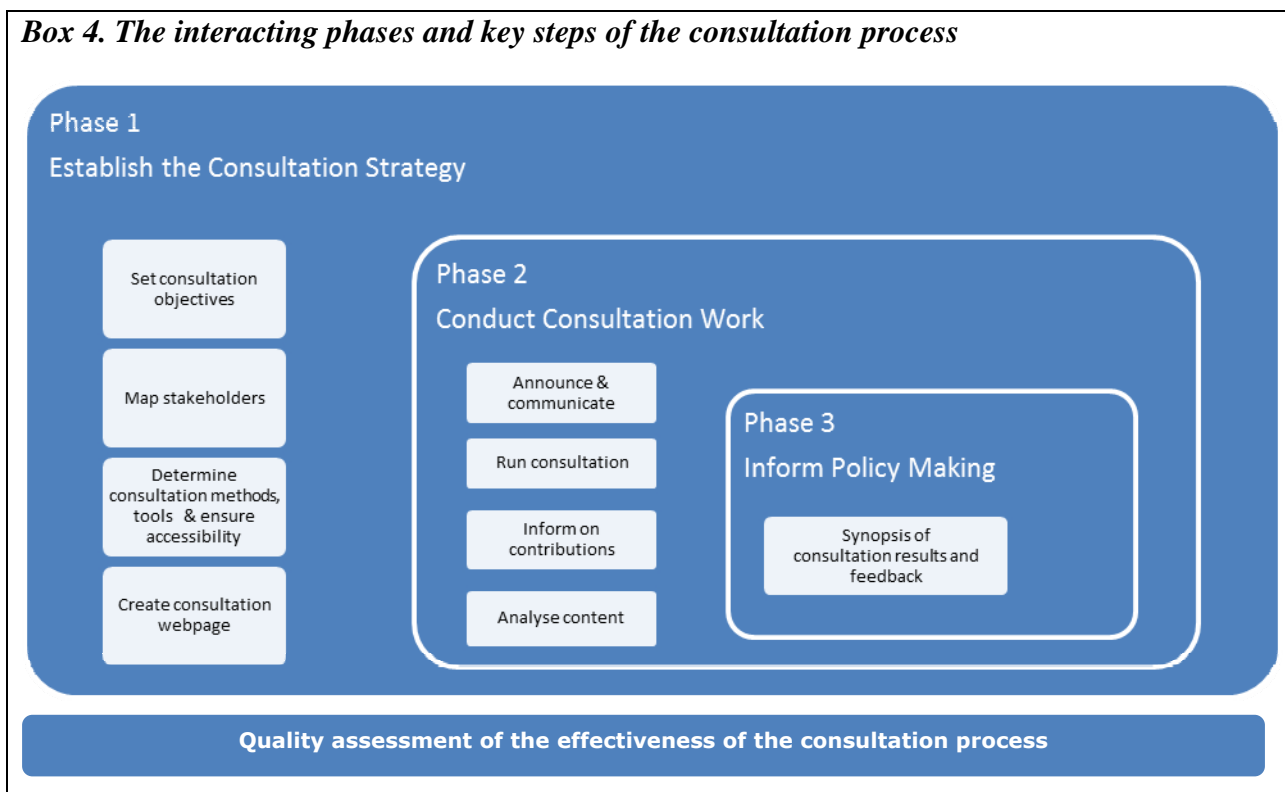 Box 4. The interacting phases and key steps of the consultation process
Phase 1
Establish the Consultation Strategy
Set consultation
objectives
Map stakeholders
Determine
consultation methods,
tools & ensure
accessibility
Create consultation
webpage
Phase 2
Conduct Consultation Work
Announce &
communicate
Run consultation
Inform on
contributions
Analyse content
Phase 3
Inform Policy Making
Synopsis of
consultation results and
feedback
Quality assessment of the effectiveness of the consultation process